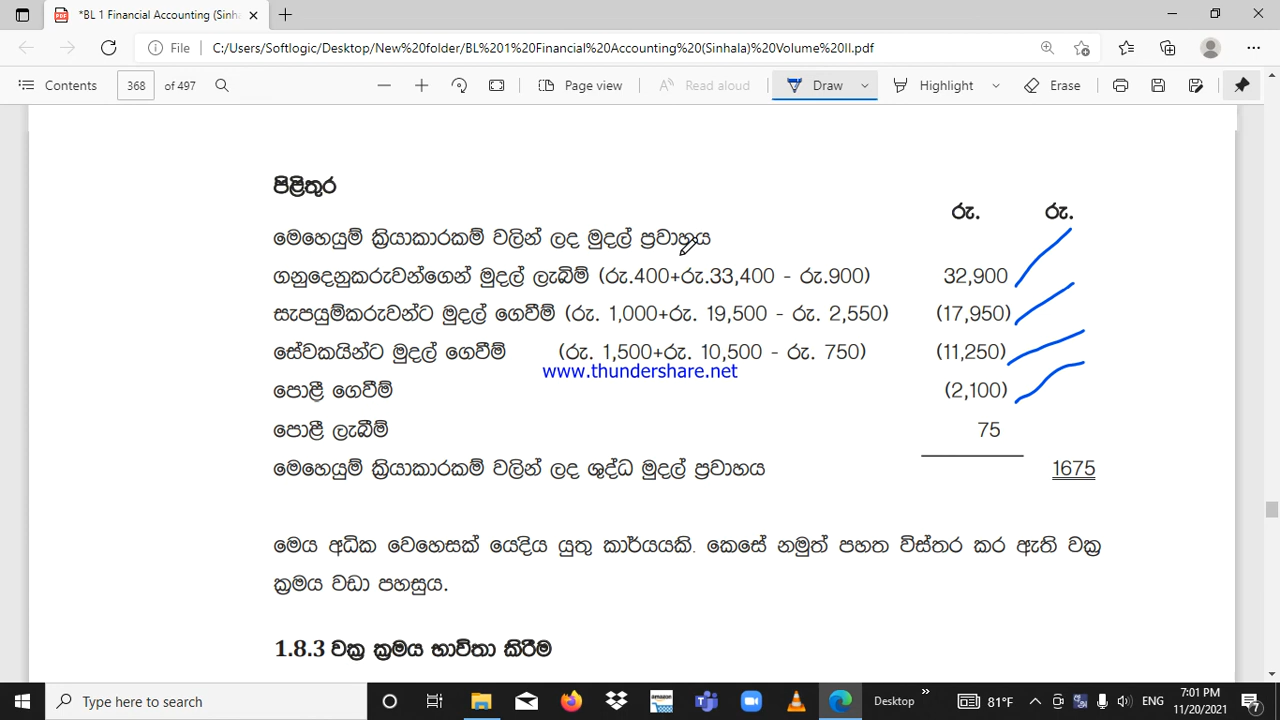 *BL 1 Financial Accounting (Sinha
File C:/Users/Softlogic/Desktop/New%20folder/BL%201%20Financial%20Accounting%20(Sinhala)%20Volume%20II.pdf
Contents 368 of 497 Page view Read aloud Draw Highlight Erase
පිළිතුර
රු. රු.
මෙහෙයුම් ක්‍රියාකාරකම් වලින් ලද මුදල් ප්‍රවාහය
ගනුදෙනුකරුවන්ගෙන් මුදල් ලැබිම් (රු.400+රු.33,400 - රු.900) 32,900
සැපයුම්කරුවන්ට මුදල් ගෙවීම් (රු. 1,000+රු. 19,500 - රු. 2,550) (17,950)
සේවකයින්ට මුදල් ගෙවීම් (රු. 1,500+රු. 10,500 - රු. 750) (11,250)
www.thundershare.net
පොළී ගෙවීම් (2,100)
පොළී ලැබීම් 75
මෙහෙයුම් ක්‍රියාකාරකම් වලින් ලද ශුද්ධ මුදල් ප්‍රවාහය 1675
මෙය අධික වෙහෙසක් යෙදිය යුතු කාර්යයකි. කෙසේ නමුත් පහත විස්තර කර ඇති වක්‍ර
ක්‍රමය වඩා පහසුය.
1.8.3 වක්‍ර ක්‍රමය භාවිතා කිරීම
Type here to search Desktop 81°F ENG 7:01 PM
11/20/2021 7